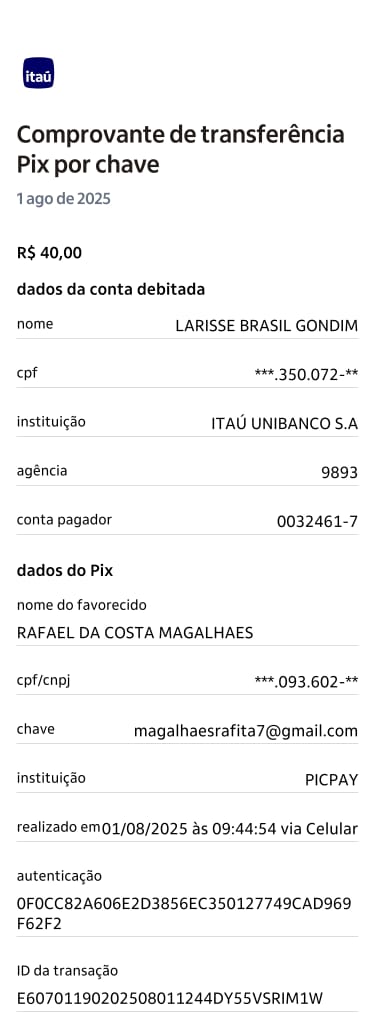 itaú
Comprovante de transferência
Pix por chave
1 ago de 2025
R$ 40,00
dados da conta debitada
nome LARISSE BRASIL GONDIM
cpf ***.350.072-**
instituição ITAÚ UNIBANCO S.A
agência 9893
conta pagador 0032461-7
dados do Pix
nome do favorecido
RAFAEL DA COSTA MAGALHAES
cpf/cnpj ***.093.602-**
chave magalhaesrafita7@gmail.com
instituição PICPAY
realizado em 01/08/2025 às 09:44:54 via Celular
autenticação
0F0CC82A606E2D3856EC350127749CAD969
F62F2
ID da transação
E60701190202508011244DY55VSRIM1W